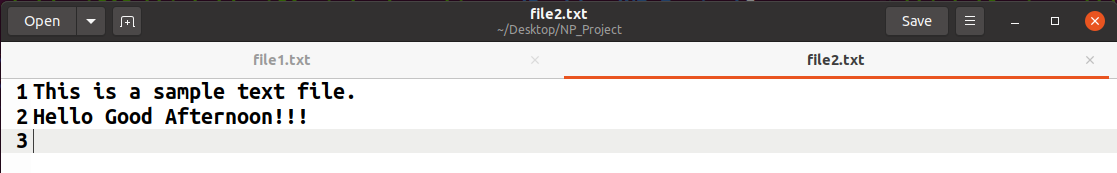 Open
file2.txt
~/Desktop/NP_Project
Save
file1.txt
file2.txt
1 This is a sample text file.
2 Hello Good Afternoon!!!
3